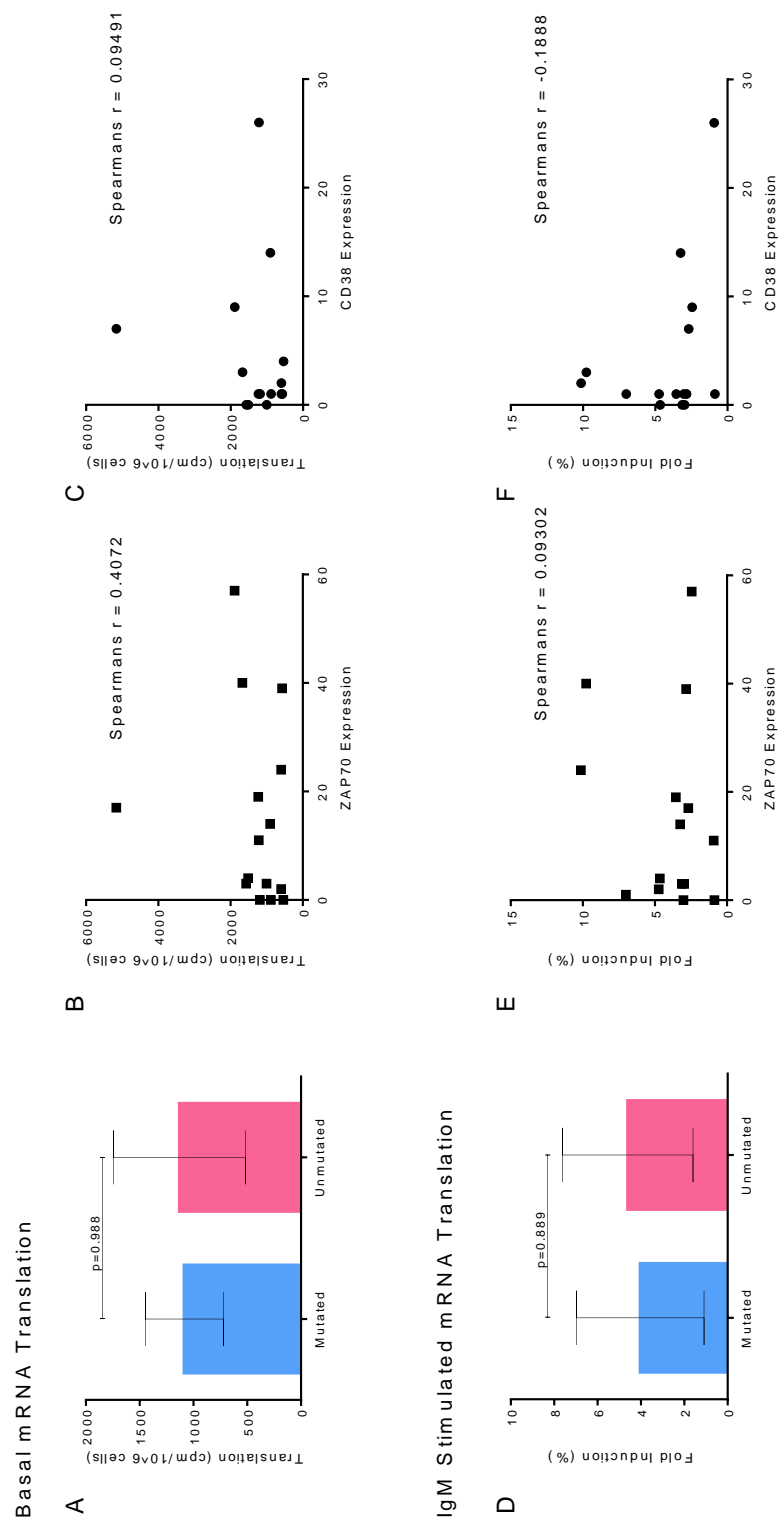 Basal mRNA Translation
A
Translation (cpm/10^6 cells)
2000
1500
1000
500
0
p=0.988
Mutated
Unmutated
B
Translation (cpm/10^6 cells)
6000
4000
2000
0
Spearmans r = 0.4072
0
20
40
60
ZAP70 Expression
C
Translation (cpm/10^6 cells)
6000
4000
2000
0
Spearmans r = 0.09491
0
10
20
30
CD38 Expression
IgM Stimulated mRNA Translation
D
Fold Induction (%)
10
8
6
4
2
0
p=0.889
Mutated
Unmutated
E
Fold Induction (%)
15
10
5
0
Spearmans r = 0.09302
0
20
40
60
ZAP70 Expression
F
Fold Induction (%)
15
10
5
0
Spearmans r = -0.1888
0
10
20
30
CD38 Expression